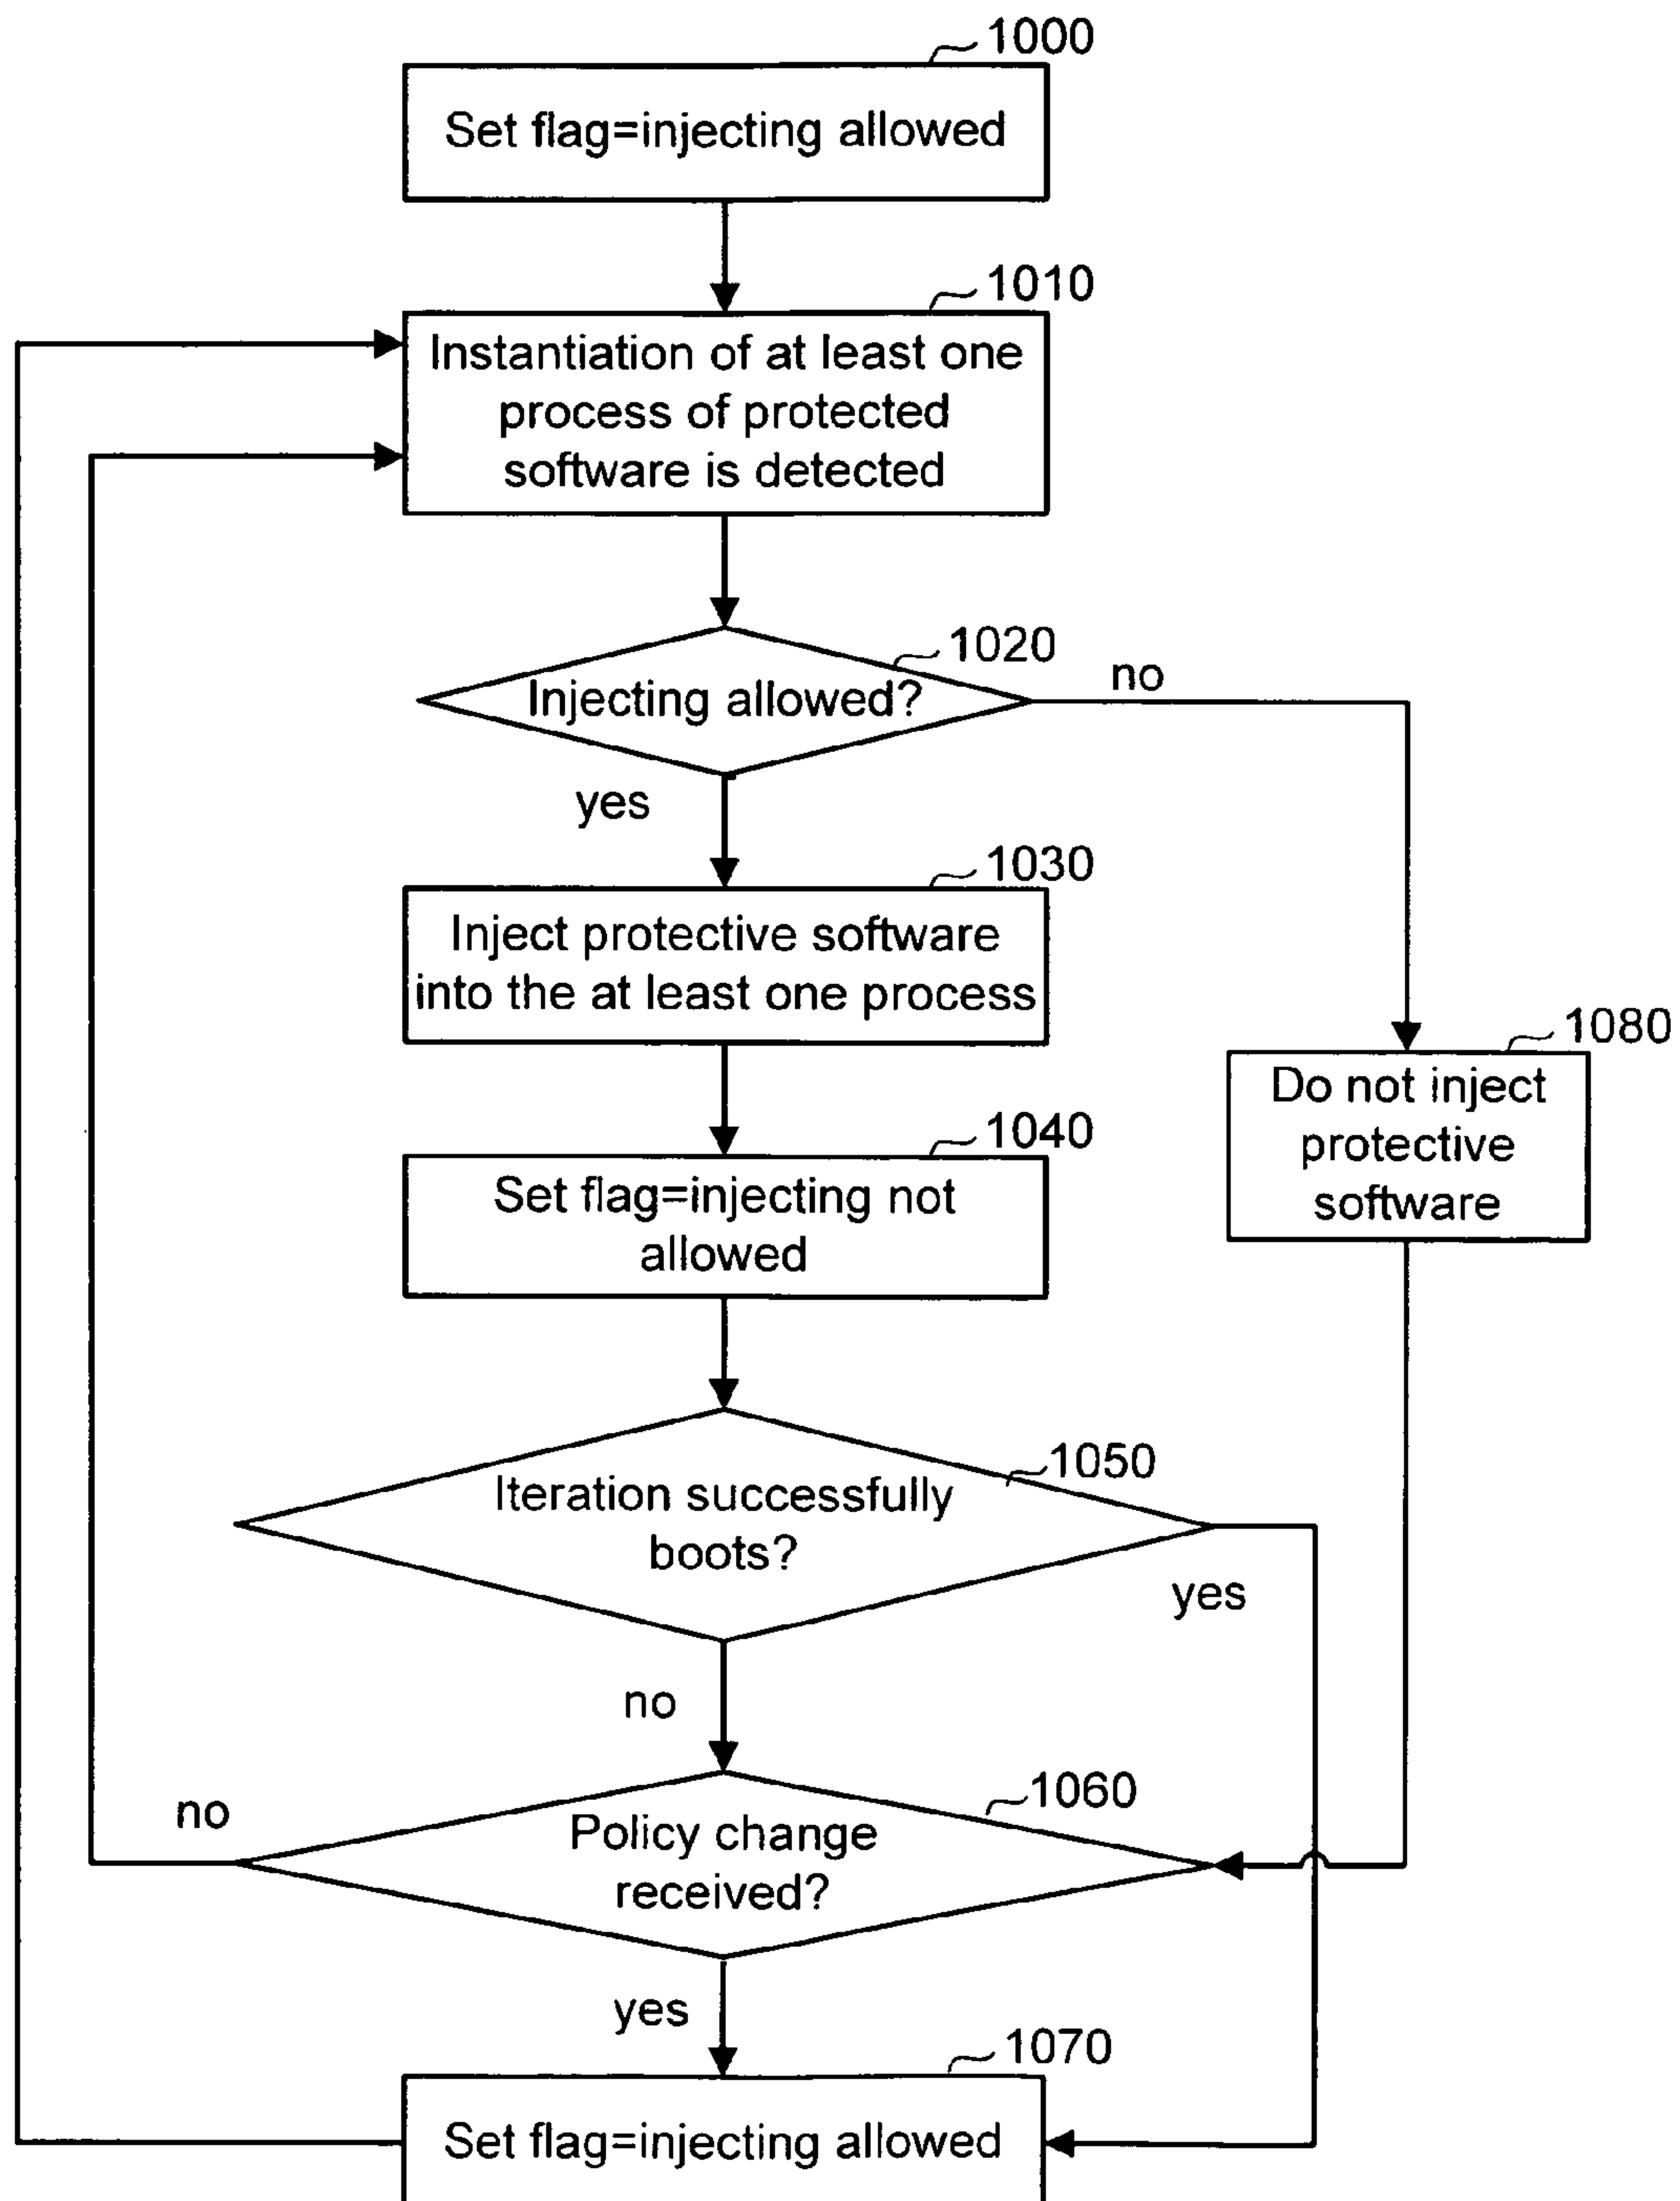 1000
Set flag=injecting allowed
1010
Instantiation of at least one
process of protected
software is detected
1020
Injecting allowed?
no
yes
1030
Inject protective software
into the at least one process
1080
Do not inject
protective
software
1040
Set flag=injecting not
allowed
1050
Iteration successfully
boots?
yes
no
1060
no
Policy change
received?
yes
1070
Set flag=injecting allowed